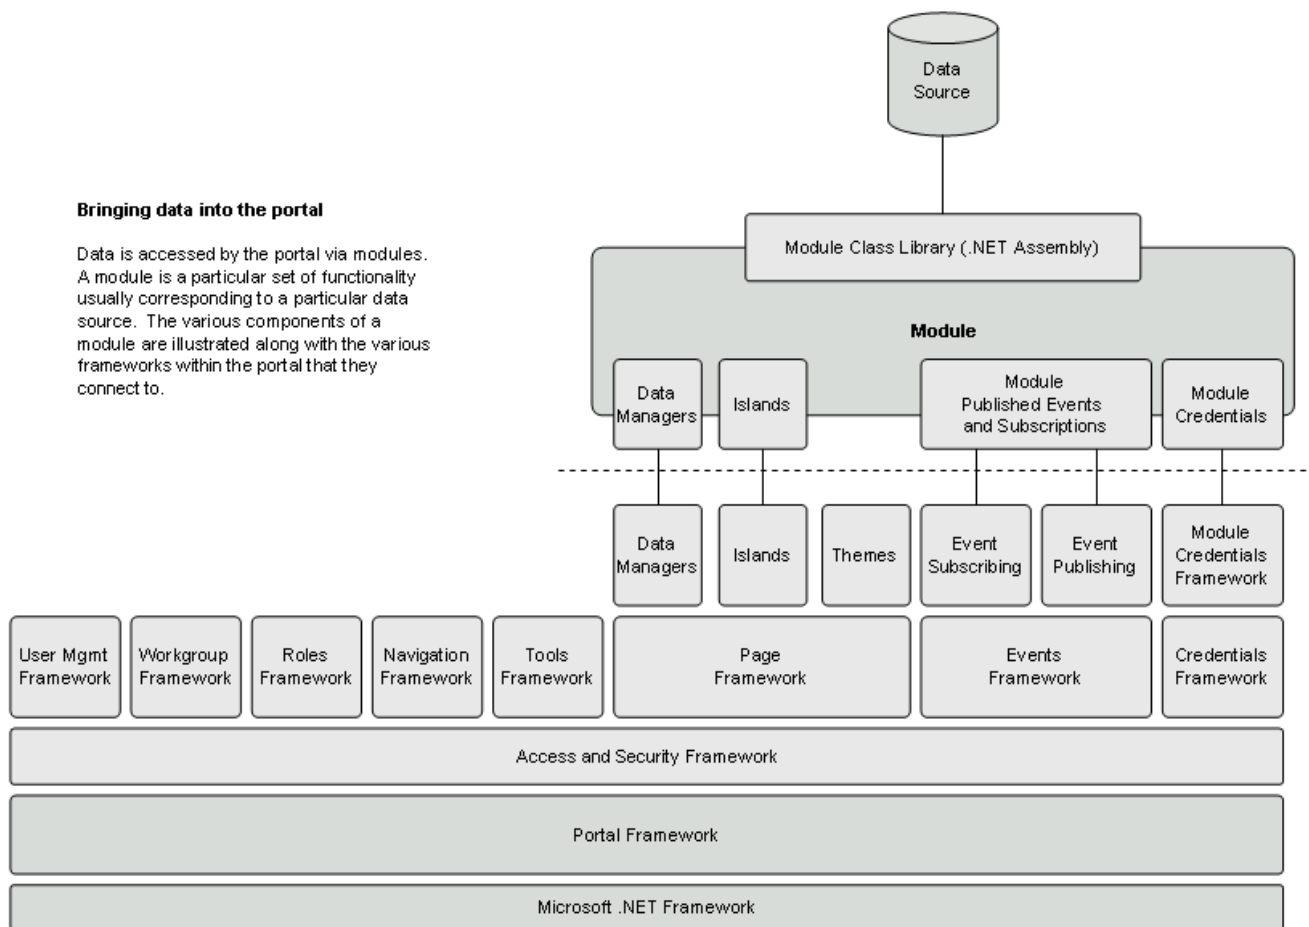 Data
Source
Bringing data into the portal
Data is accessed by the portal via modules.
A module is a particular set of functionality
usually corresponding to a particular data
source. The various components of a
module are illustrated along with the various
frameworks within the portal that they
connect to.
Module Class Library (.NET Assembly)
Module
Data
Managers
Islands
Module
Published Events
and Subscriptions
Module
Credentials
Data
Managers
Islands
Themes
Event
Subscribing
Event
Publishing
Module
Credentials
Framework
User Mgmt
Framework
Workgroup
Framework
Roles
Framework
Navigation
Framework
Tools
Framework
Page
Framework
Events
Framework
Credentials
Framework
Access and Security Framework
Portal Framework
Microsoft .NET Framework